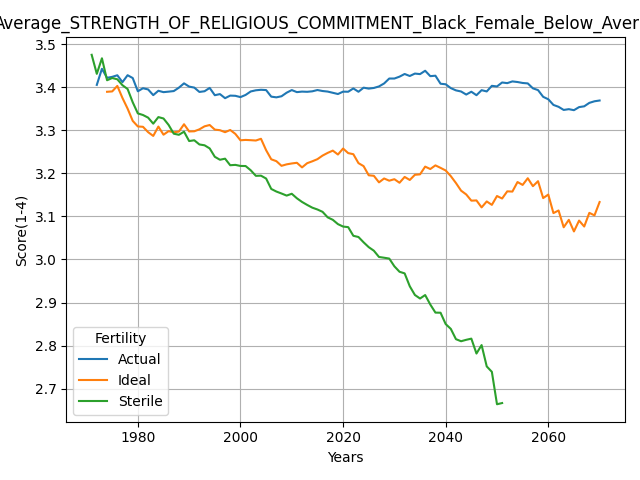 Average_STRENGTH_OF_RELIGIOUS_COMMITMENT_Black_Female_Below_Aver
3.5
3.4
3.3
3.2
3.1
3.0
2.9
2.8
2.7
Score(1-4)
Fertility
Actual
Ideal
Sterile
1980 2000 2020 2040 2060
Years